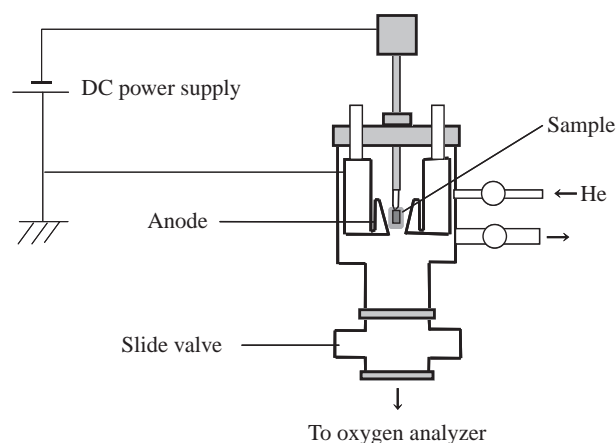 DC power supply
Sample
He
Anode
Slide valve
To oxygen analyzer